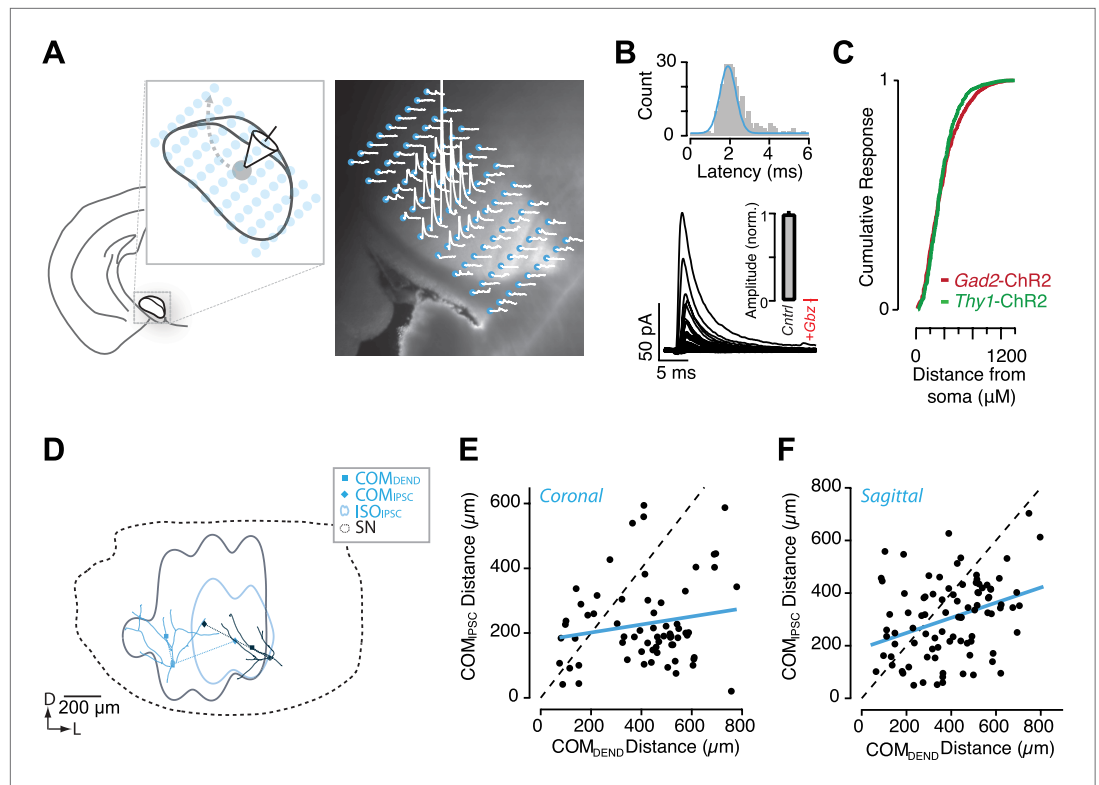 A
B
30
Count
0
0 2 4 6
Latency (ms)
1
Amplitude (norm.)
0
Cntrl
+Gbz
50 pA
5 ms
C
1
Cumulative Response
0
Gad2-ChR2
Thy1-ChR2
0 1200
Distance from
soma (µM)
D
COMDEND
COMIPSC
ISOIPSC
SN
D
L
200 µm
E
Coronal
600
400
200
0
COMIPSC Distance (µm)
0 200 400 600 800
COMDEND Distance (µm)
F
Sagittal
800
600
400
200
0
COMIPSC Distance (µm)
0 200 400 600 800
COMDEND Distance (µm)